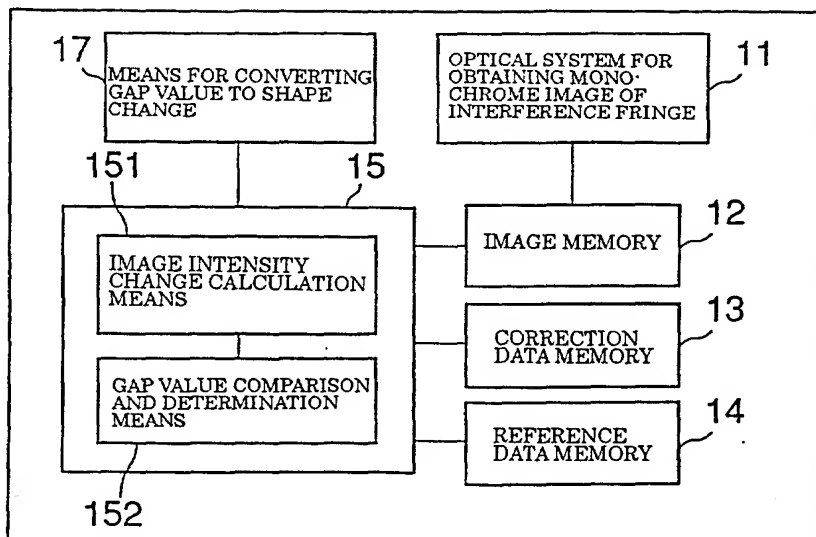 17
MEANS FOR CONVERTING
GAP VALUE TO SHAPE
CHANGE
OPTICAL SYSTEM FOR
OBTAINING MONO-
CHROME IMAGE OF
INTERFERENCE FRINGE
11
151
15
IMAGE INTENSITY
CHANGE CALCULATION
MEANS
GAP VALUE COMPARISON
AND DETERMINATION
MEANS
152
IMAGE MEMORY
12
CORRECTION
DATA MEMORY
13
REFERENCE
DATA MEMORY
14